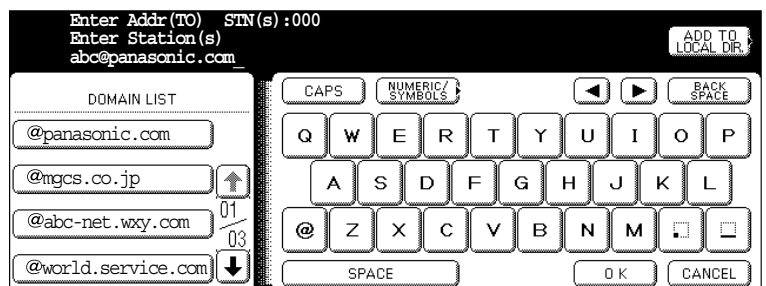 Enter Addr(TO) STN(s):000
Enter Station(s)
abc@panasonic.com_
ADD TO
LOCAL DIR.
DOMAIN LIST
@panasonic.com
@mgcs.co.jp
@abc-net.wxy.com
@world.service.com
01
03
CAPS
NUMERIC/
SYMBOLS
BACK
SPACE
Q W E R T Y U I O P
A S D F G H J K L
@ Z X C V B N M . _
SPACE
OK
CANCEL